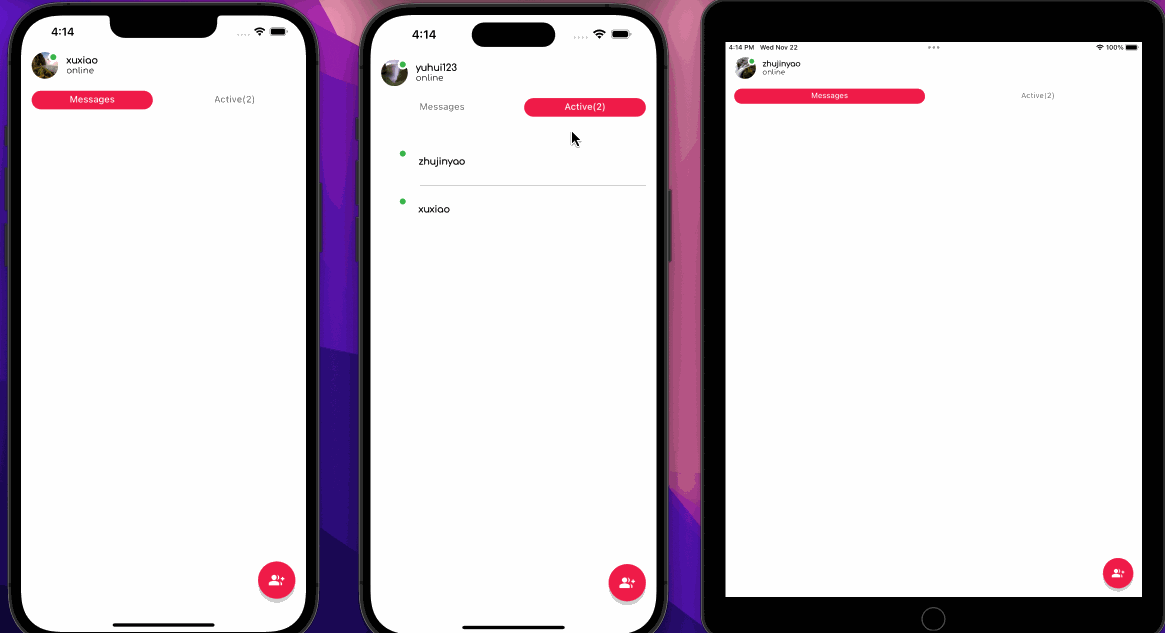 4:14
xuxiao
online
Messages
Active(2)
4:14
yuhui123
online
Messages
Active(2)
zhujinyao
xuxiao
4:14 PM Wed Nov 22
100%
zhujinyao
online
Messages
Active(2)